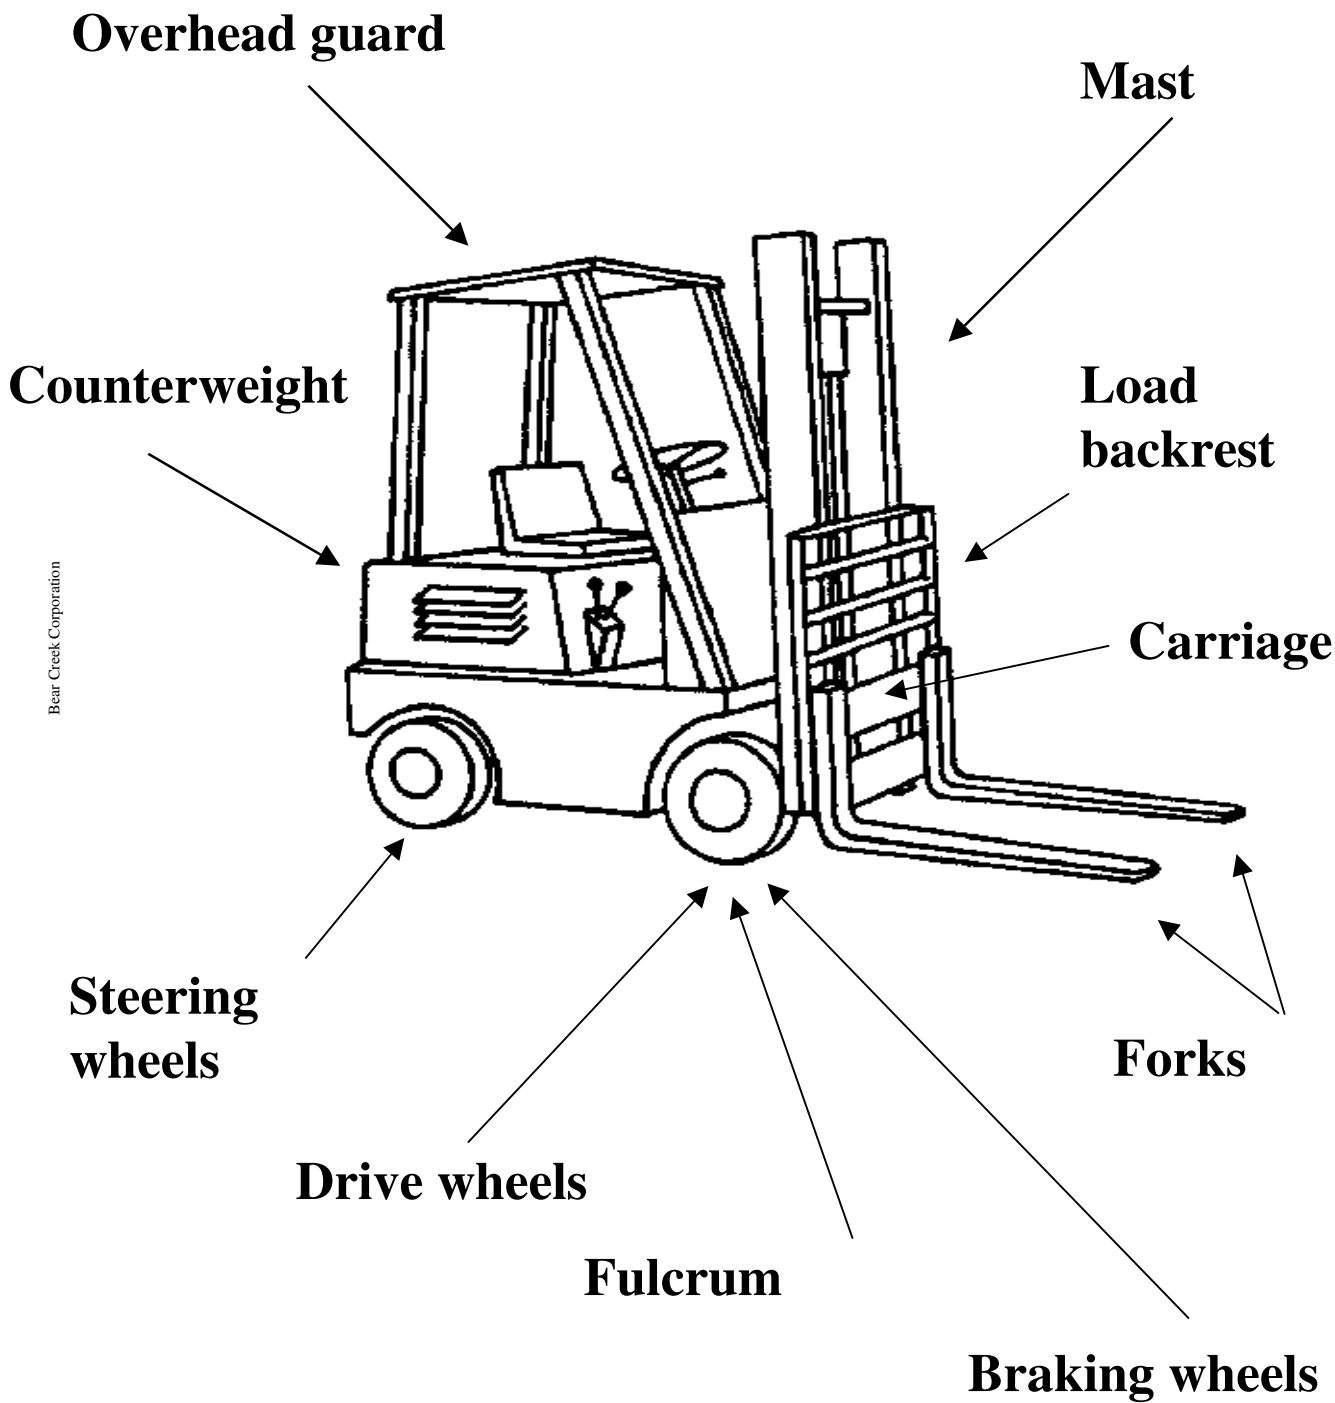 Overhead guard
Mast
Counterweight
Load
backrest
Bear Creek Corporation
Carriage
Steering
wheels
Forks
Drive wheels
Fulcrum
Braking wheels